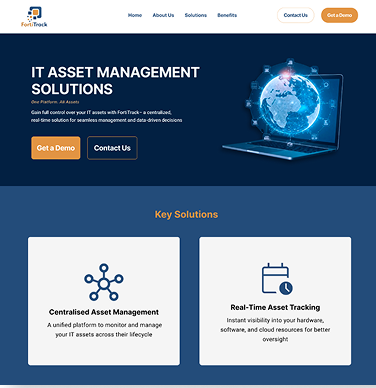 FortiTrack
Home About Us Solutions Benefits
Contact Us
Get a Demo
IT ASSET MANAGEMENT
SOLUTIONS
One Platform. All Assets
Gain full control over your IT assets with FortiTrack– a centralized,
real-time solution for seamless management and data-driven decisions
Get a Demo
Contact Us
Key Solutions
Centralised Asset Management
A unified platform to monitor and manage
your IT assets across their lifecycle
Real-Time Asset Tracking
Instant visibility into your hardware,
software, and cloud resources for better
oversight